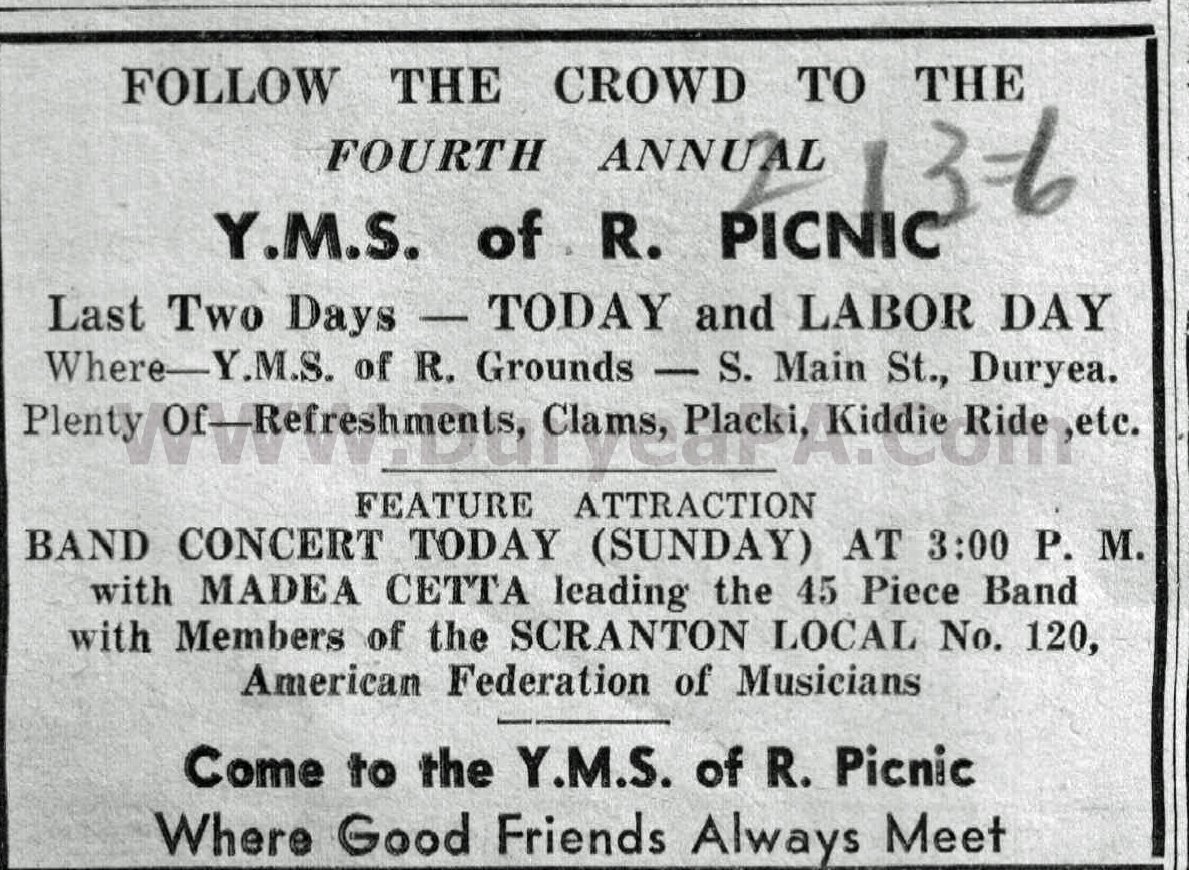 FOLLOW THE CROWD TO THE
FOURTH ANNUAL
2 13=6
Y.M.S. of R. PICNIC
Last Two Days — TODAY and LABOR DAY
Where—Y.M.S. of R. Grounds — S. Main St., Duryea.
Plenty Of—Refreshments, Clams, Placki, Kiddie Ride ,etc.
WWW.DuryeaPA.Com
FEATURE ATTRACTION
BAND CONCERT TODAY (SUNDAY) AT 3:00 P. M.
with MADEA CETTA leading the 45 Piece Band
with Members of the SCRANTON LOCAL No. 120,
American Federation of Musicians
Come to the Y.M.S. of R. Picnic
Where Good Friends Always Meet